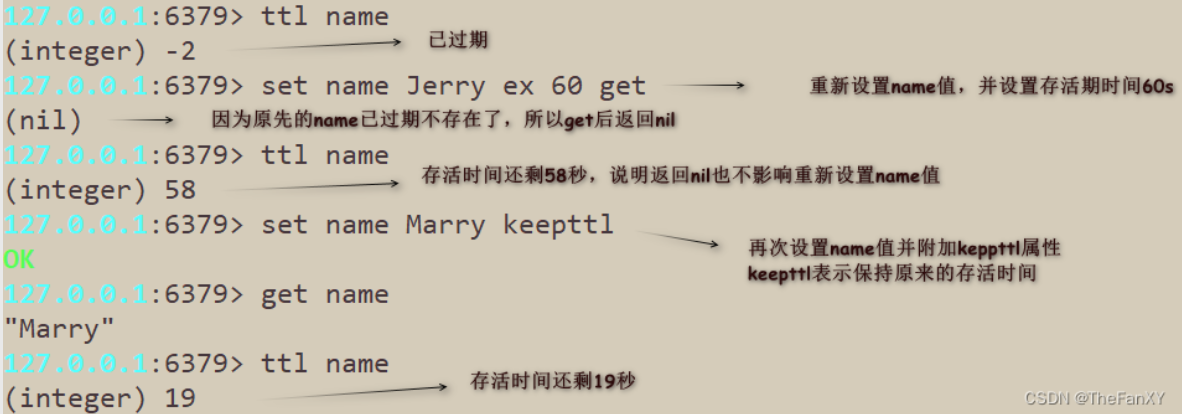 127.0.0.1:6379> ttl name
(integer) -2 已过期
127.0.0.1:6379> set name Jerry ex 60 get 重新设置name值，并设置存活期时间60s
(nil) 因为原先的name已过期不存在了，所以get后返回nil
127.0.0.1:6379> ttl name
(integer) 58 存活时间还剩58秒，说明返回nil也不影响重新设置name值
127.0.0.1:6379> set name Marry keepttl
再次设置name值并附加keppttl属性
OK
keepttl表示保持原来的存活时间
127.0.0.1:6379> get name
"Marry"
127.0.0.1:6379> ttl name
(integer) 19 存活时间还剩19秒
CSDN @TheFanXY